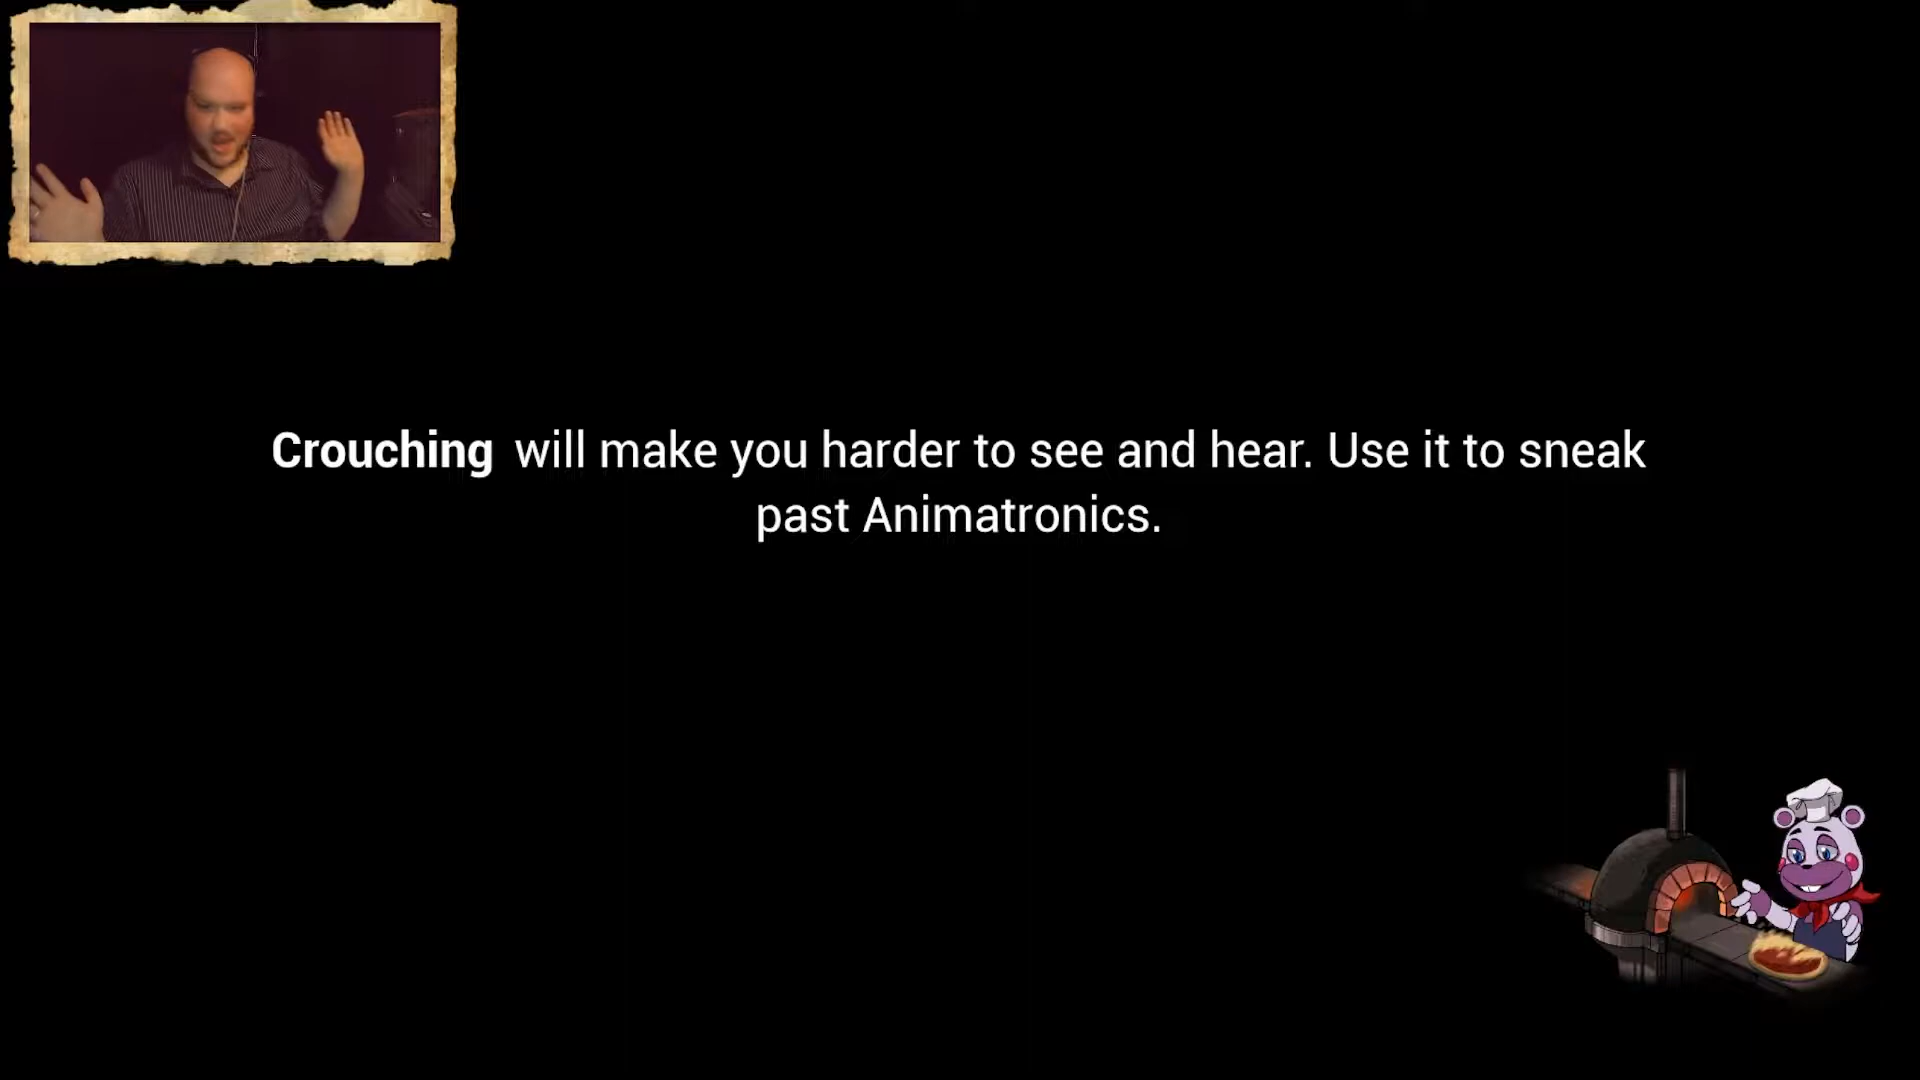 Crouching will make you harder to see and hear. Use it to sneak
past Animatronics.